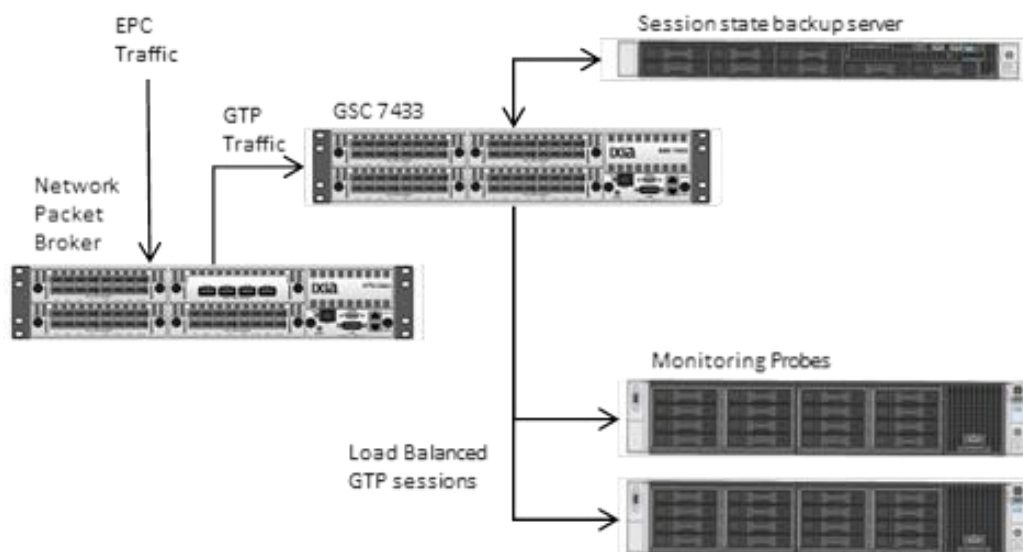 EPC
Traffic
Session state backup server
GTP
Traffic
GSC 7433
ixia
Network
Packet
Broker
ixia
Monitoring Probes
Load Balanced
GTP sessions